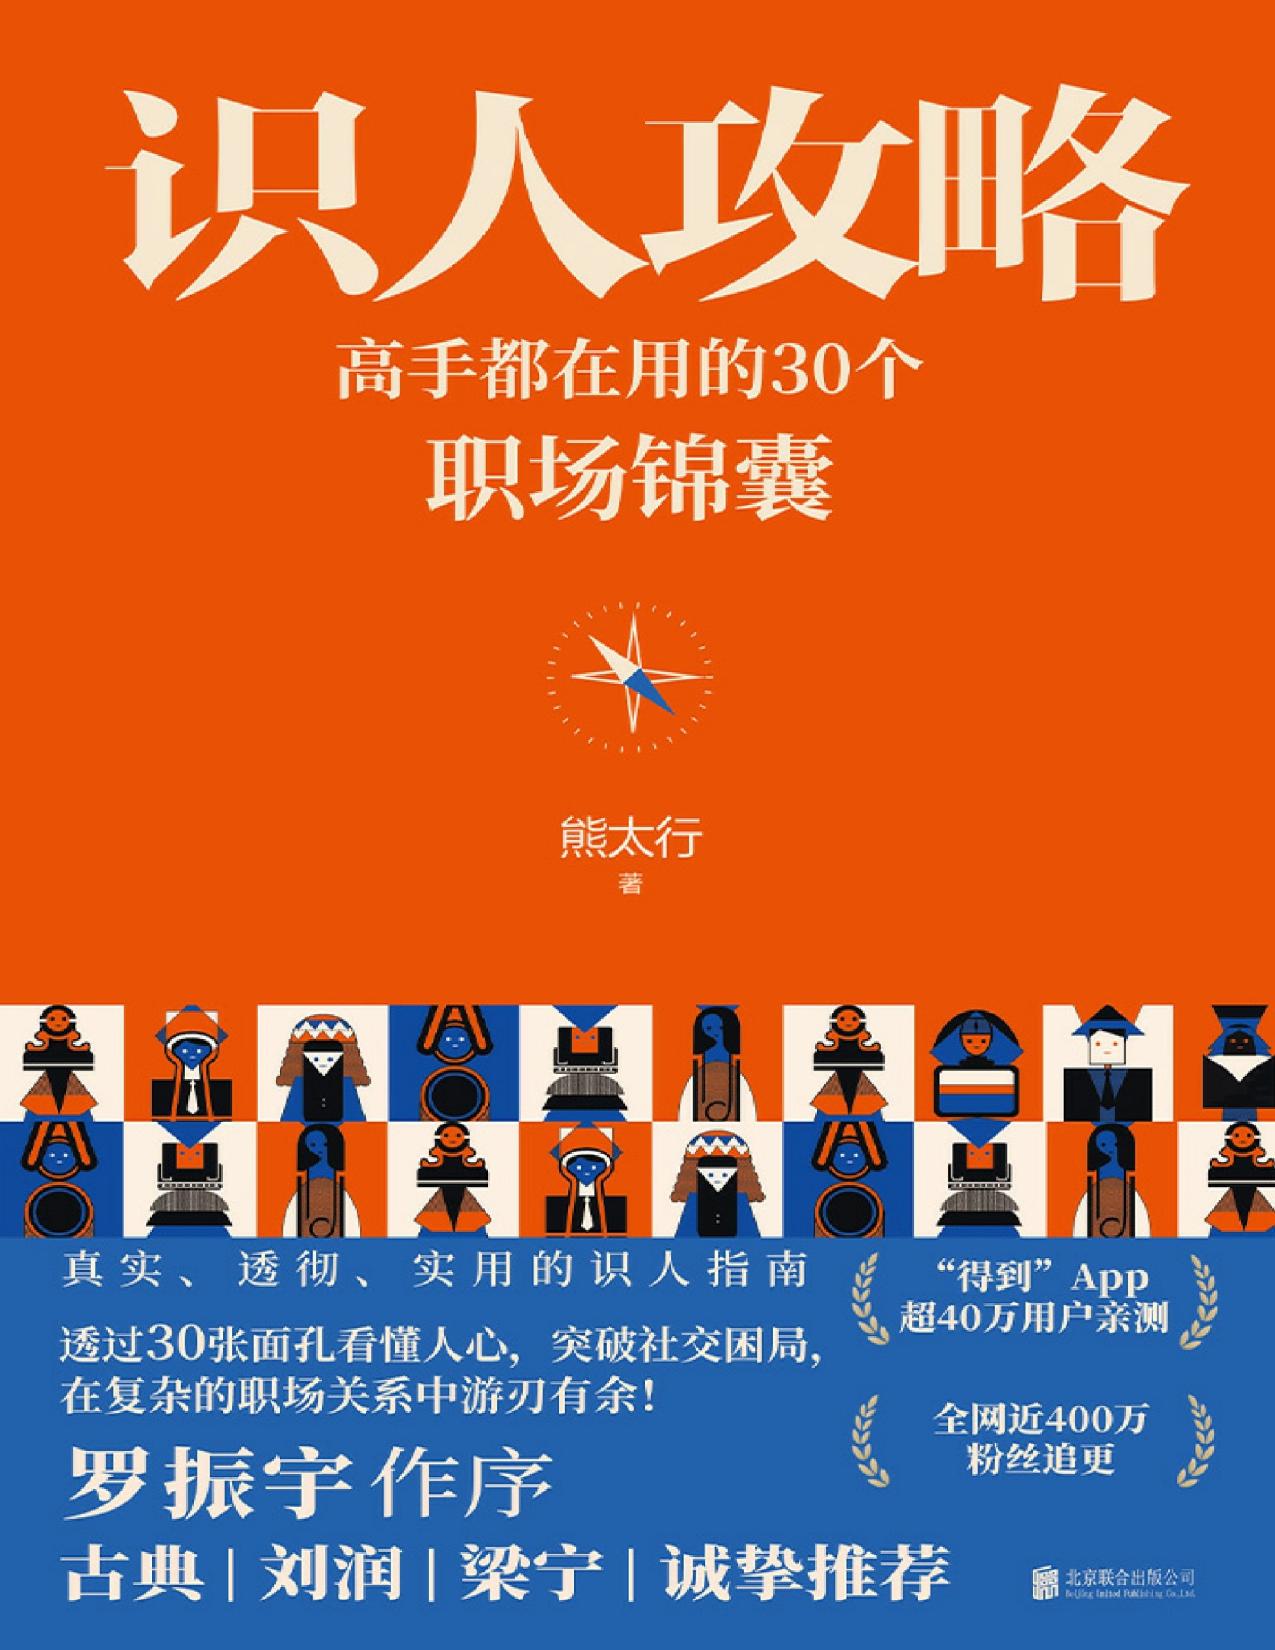 识人攻略
高手都在用的30个
职场锦囊
熊太行
著
真实、透彻、实用的识人指南
透过30张面孔看懂人心，突破社交困局，
在复杂的职场关系中游刃有余！
罗振宇作序
古典|刘润|梁宁|诚挚推荐
“得到”App
超40万用户亲测
全网近400万
粉丝追更
北京联合出版公司
Beijing United Publishing Co.,Ltd.